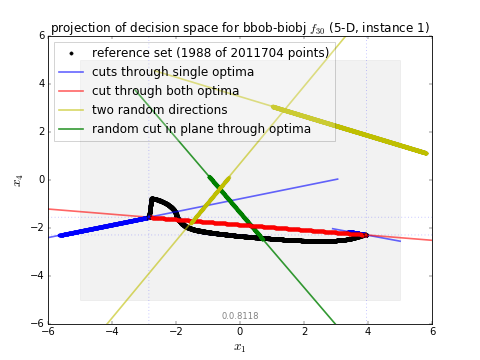 projection of decision space for bbob-biobj f30 (5-D, instance 1)
reference set (1988 of 2011704 points)
cuts through single optima
cut through both optima
two random directions
random cut in plane through optima
6
4
2
0
−2
−4
−6
x4
0.0.8118
−6
−4
−2
0
2
4
6
x1